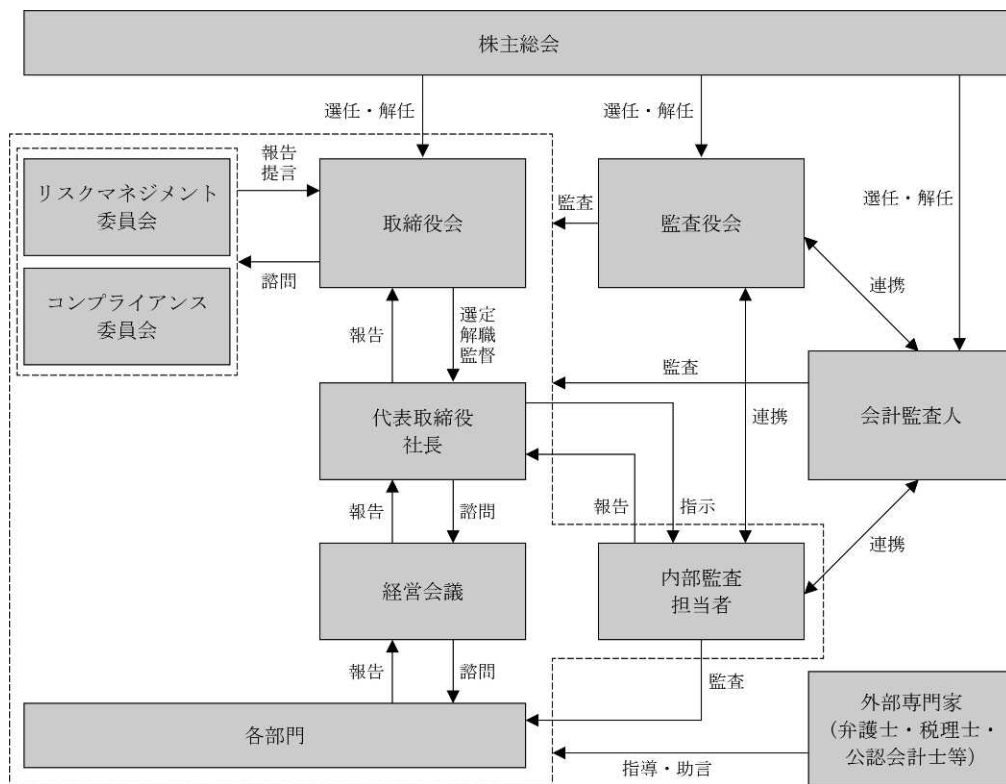 株主総会
選任・解任
選任・解任
選任・解任
リスクマネジメント
委員会
コンプライアンス
委員会
報告
提言
諮問
取締役会
監査
監査役会
連携
報告
選定
解職
監督
監査
連携
会計監査人
代表取締役
社長
報告
諮問
報告
指示
連携
経営会議
内部監査
担当者
報告
諮問
監査
各部門
外部専門家
（弁護士・税理士・
公認会計士等）
指導・助言